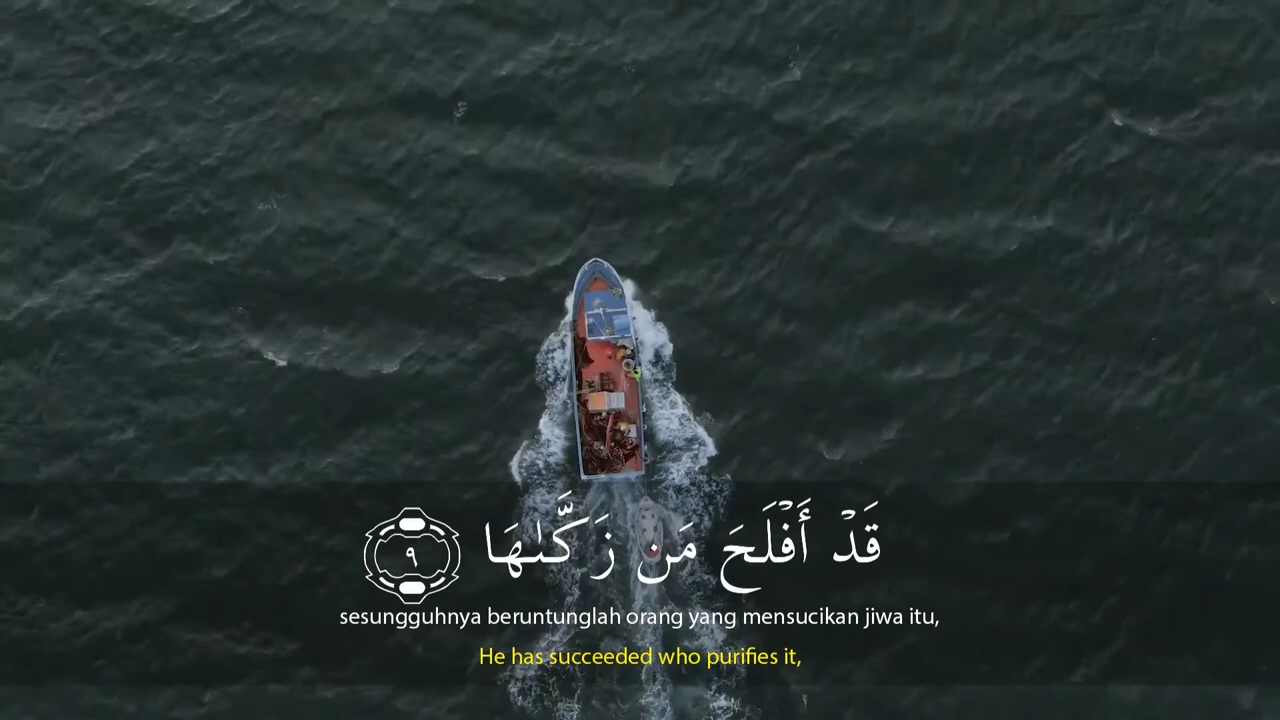 قَدْ أَفْلَحَ مَن زَكَّىٰهَا ٩
sesungguhnya beruntunglah orang yang mensucikan jiwa itu,
He has succeeded who purifies it,